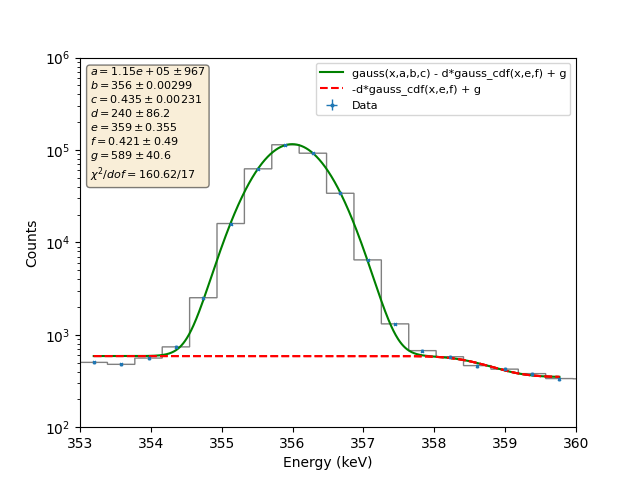 10⁶
10⁵
10⁴
10³
10²
Counts
a = 1.15e + 05 ± 967
b = 356 ± 0.00299
c = 0.435 ± 0.00231
d = 240 ± 86.2
e = 359 ± 0.355
f = 0.421 ± 0.49
g = 589 ± 40.6
χ²/dof = 160.62/17
gauss(x,a,b,c) - d*gauss_cdf(x,e,f) + g
-d*gauss_cdf(x,e,f) + g
Data
353 354 355 356 357 358 359 360
Energy (keV)